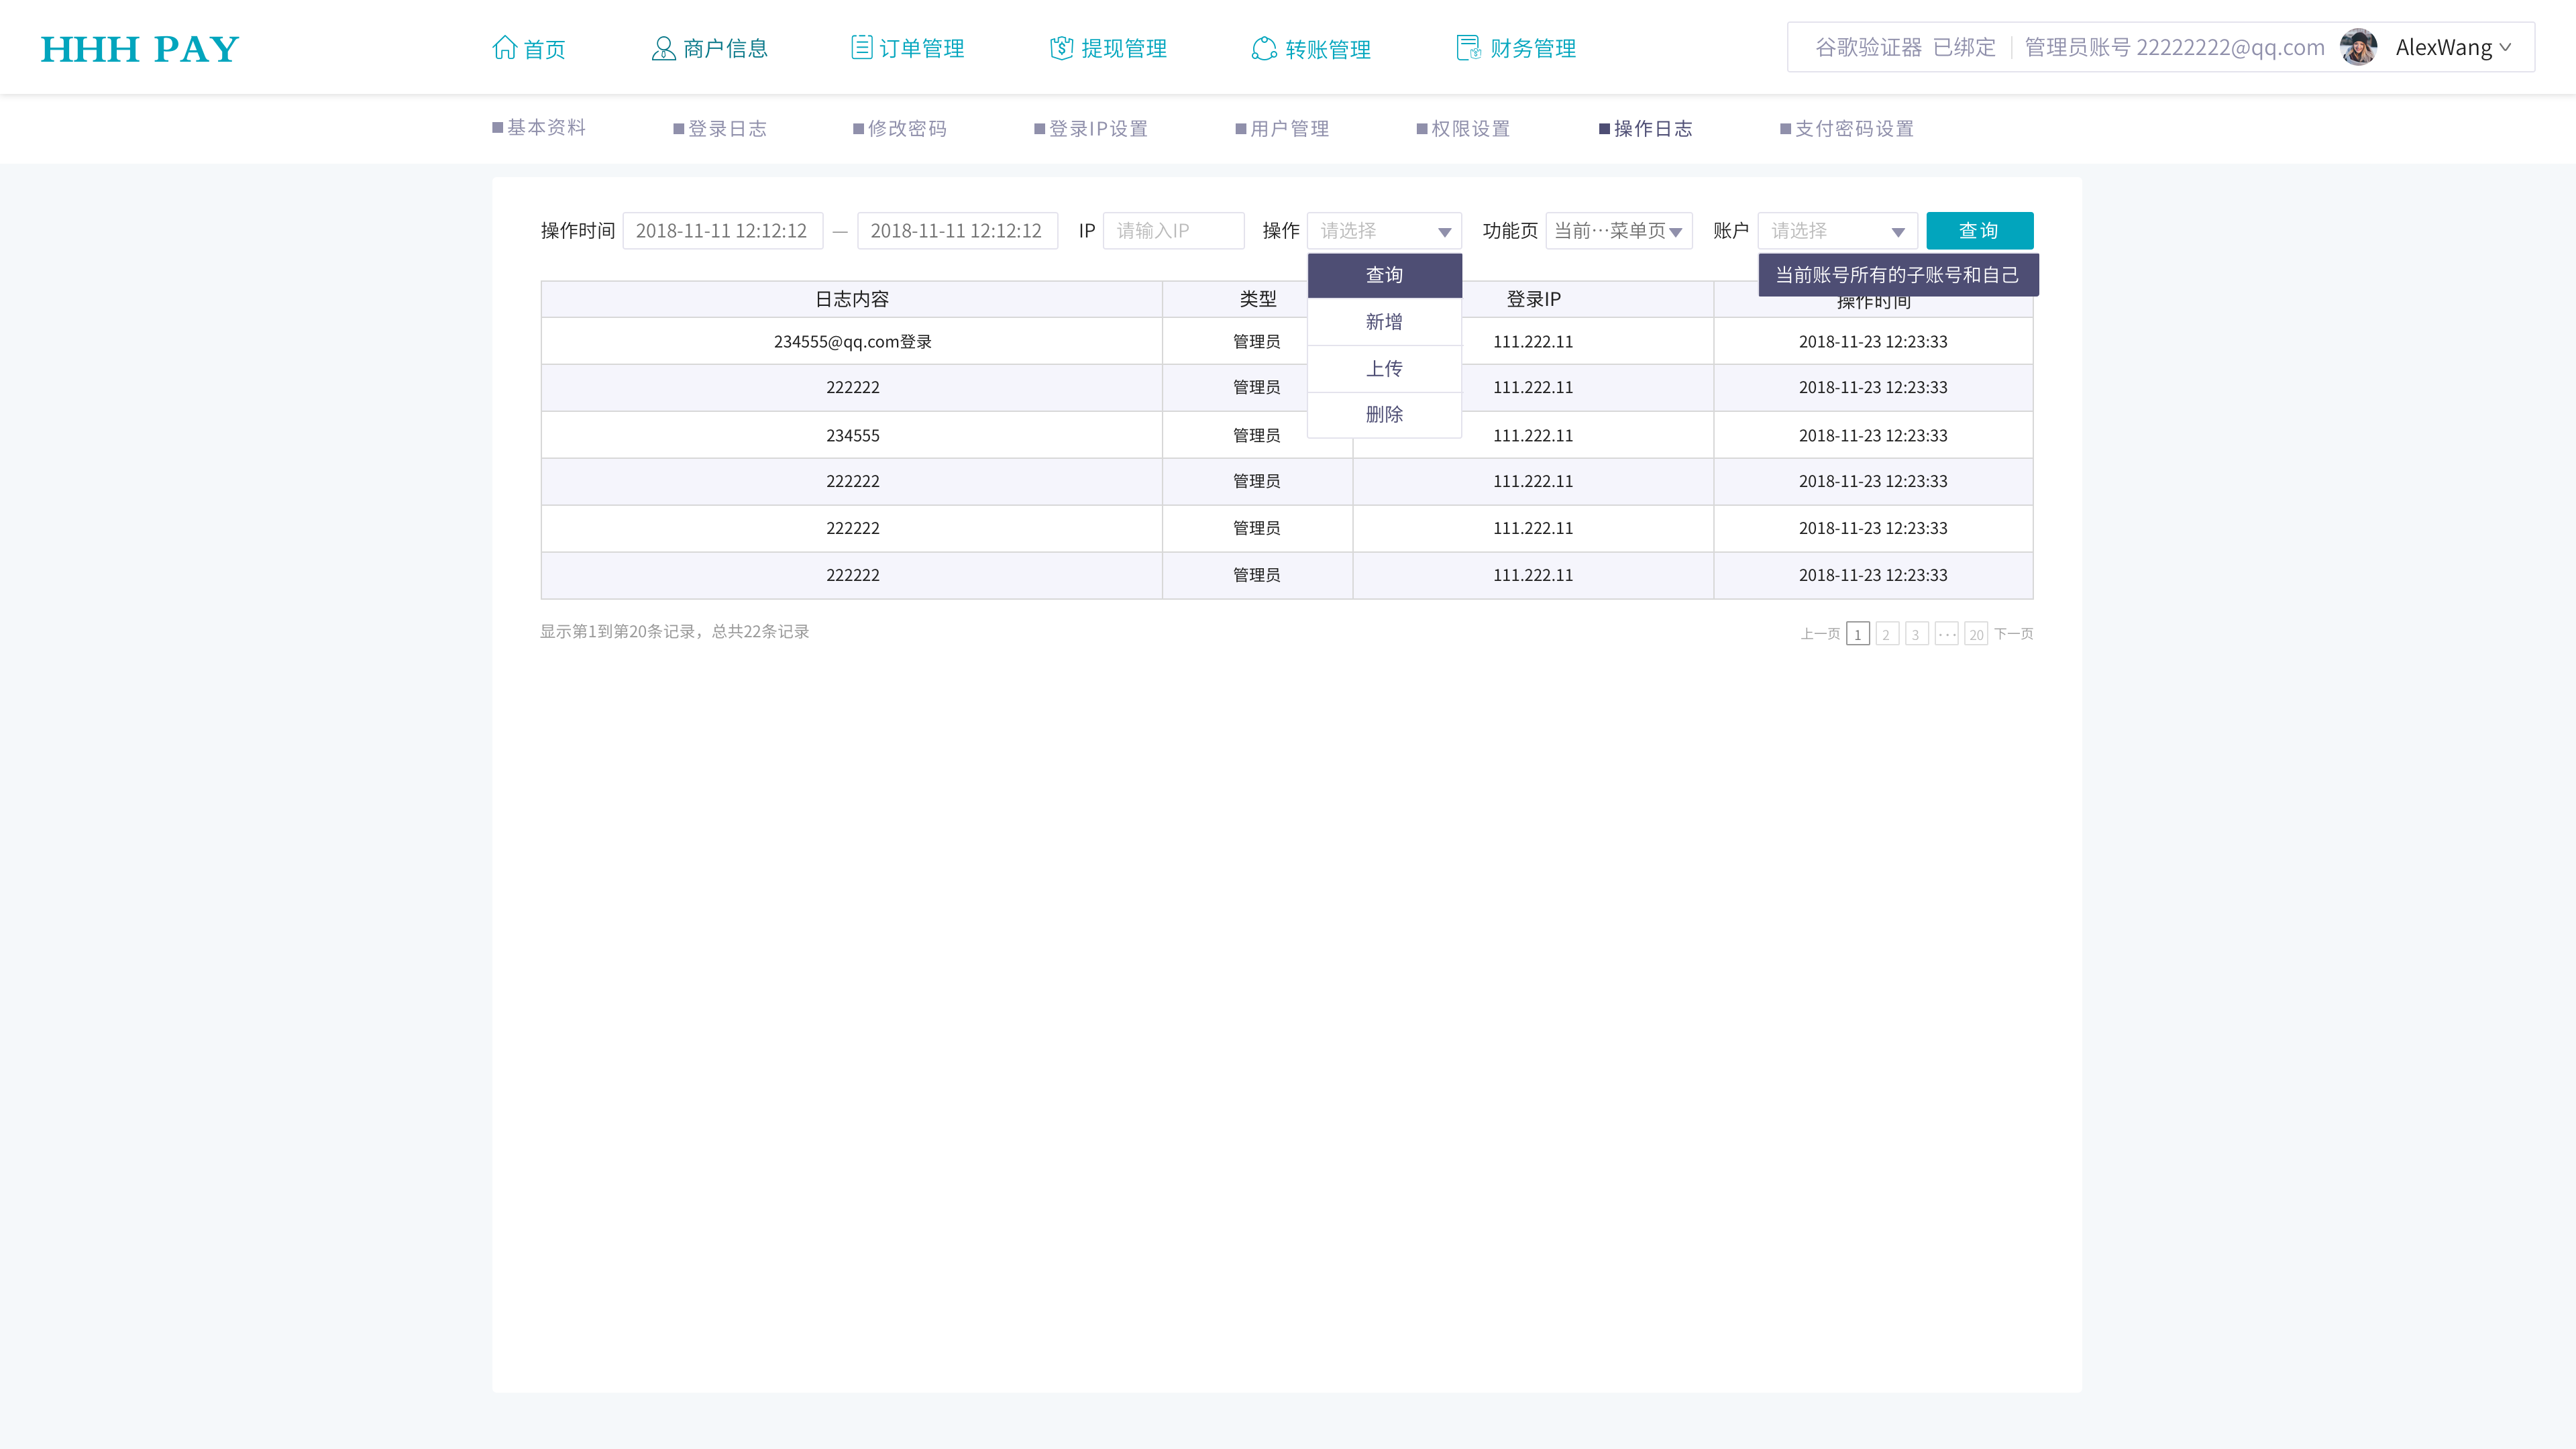 HHH PAY
首页 商户信息 订单管理 提现管理 转账管理 财务管理
谷歌验证器 已绑定 管理员账号 22222222@qq.com AlexWang
基本资料 登录日志 修改密码 登录IP设置 用户管理 权限设置 操作日志 支付密码设置
操作时间 2018-11-11 12:12:12 — 2018-11-11 12:12:12 IP 请输入IP 操作 请选择 功能页 当前···菜单页 账户 请选择 查询
查询
新增
上传
删除
当前账号所有的子账号和自己
日志内容 类型 登录IP 操作时间
234555@qq.com登录 管理员 111.222.11 2018-11-23 12:23:33
222222 管理员 111.222.11 2018-11-23 12:23:33
234555 管理员 111.222.11 2018-11-23 12:23:33
222222 管理员 111.222.11 2018-11-23 12:23:33
222222 管理员 111.222.11 2018-11-23 12:23:33
222222 管理员 111.222.11 2018-11-23 12:23:33
显示第1到第20条记录，总共22条记录
上一页 1 2 3 ··· 20 下一页